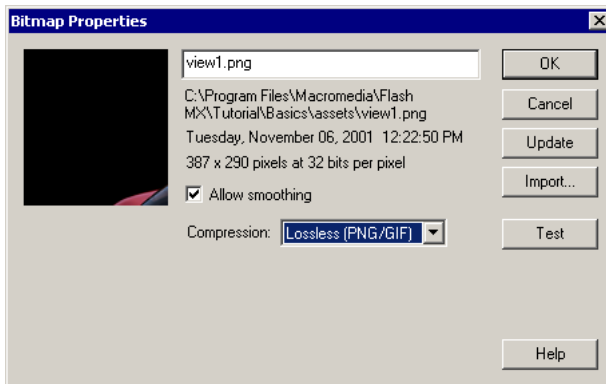 Bitmap Properties
view1.png
OK
C:\Program Files\Macromedia\Flash
MX\Tutorial\Basics\assets\view1.png
Cancel
Tuesday, November 06, 2001  12:22:50 PM
Update
387 x 290 pixels at 32 bits per pixel
Import...
Allow smoothing
Compression: Lossless (PNG/GIF)
Test
Help